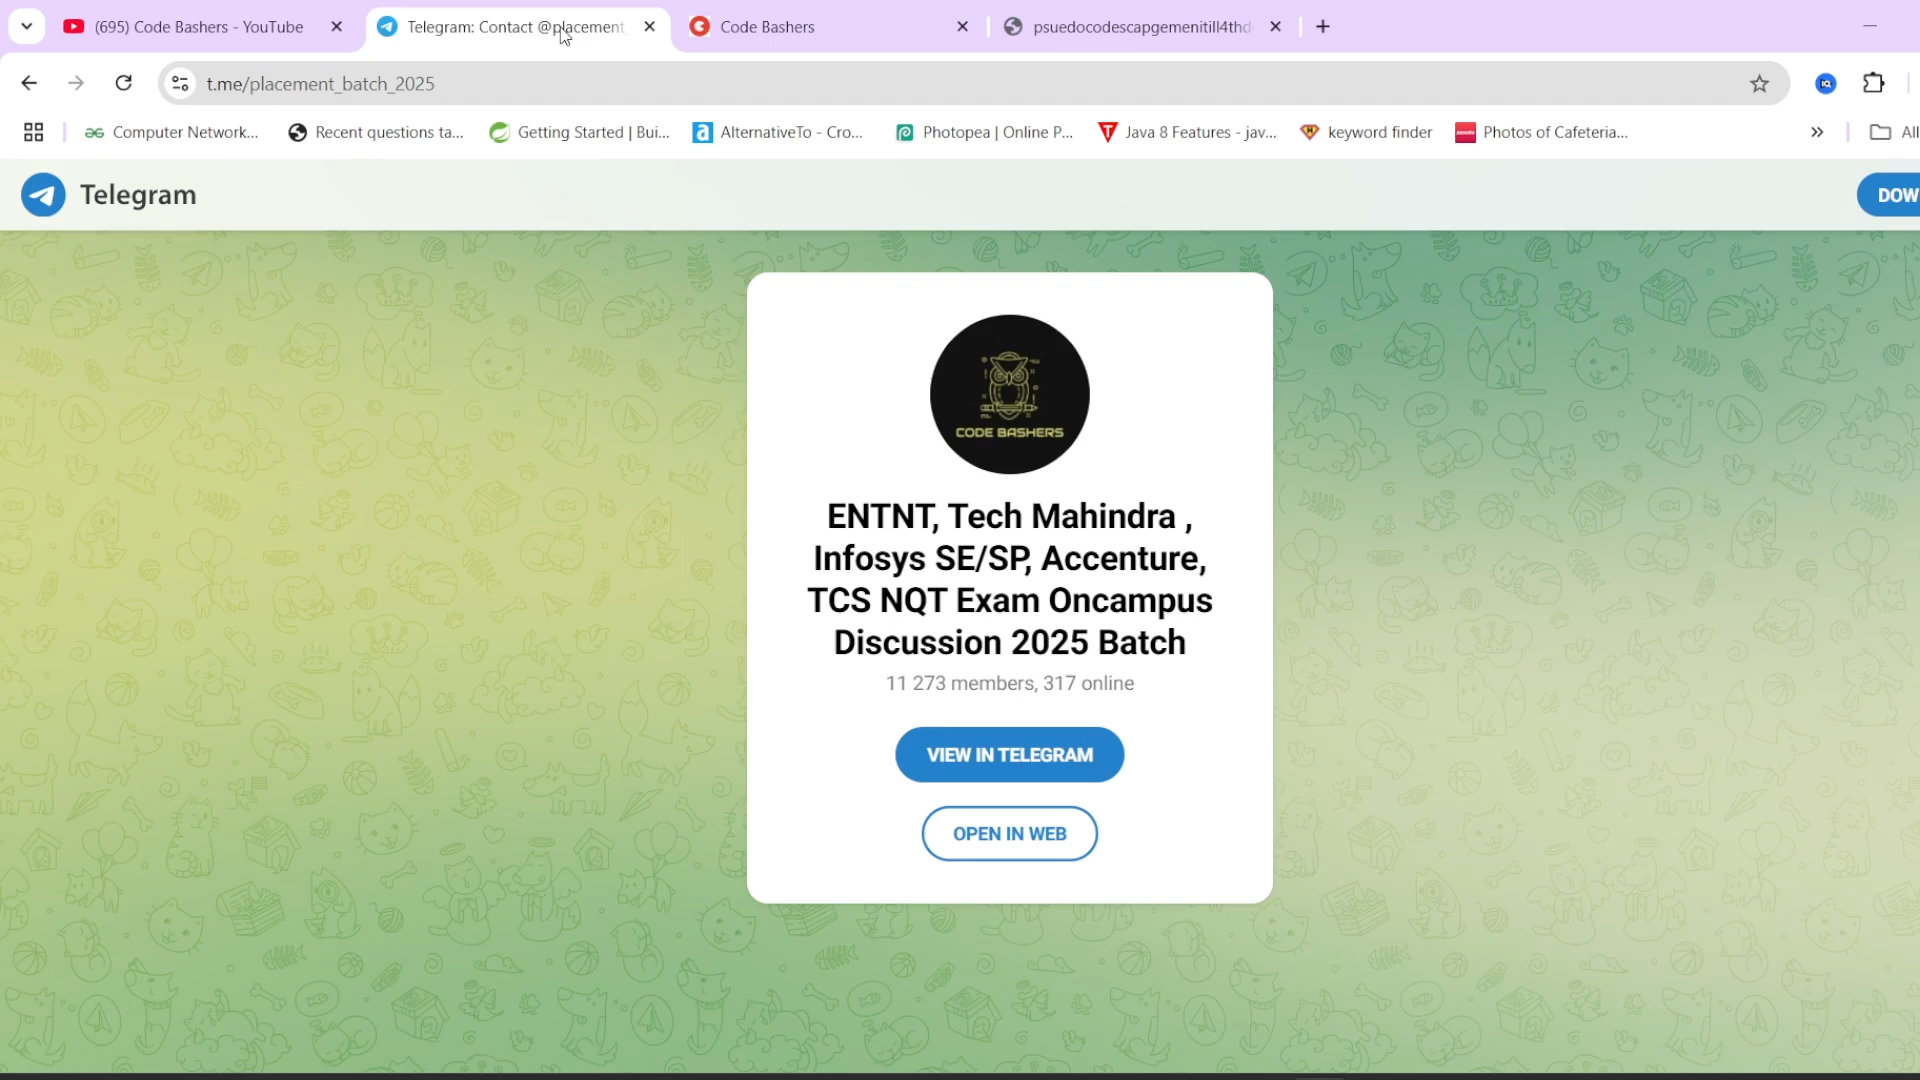 (695) Code Bashers - YouTube
Telegram: Contact @placement
Code Bashers
psuedocodescapgemenitill4thd
t.me/placement_batch_2025
Computer Network...
Recent questions ta...
Getting Started | Bui...
AlternativeTo - Cro...
Photopea | Online P...
Java 8 Features - jav...
keyword finder
Photos of Cafeteria...
All
Telegram
DOW
CODE BASHERS
ENTNT, Tech Mahindra ,
Infosys SE/SP, Accenture,
TCS NQT Exam Oncampus
Discussion 2025 Batch
11 273 members, 317 online
VIEW IN TELEGRAM
OPEN IN WEB